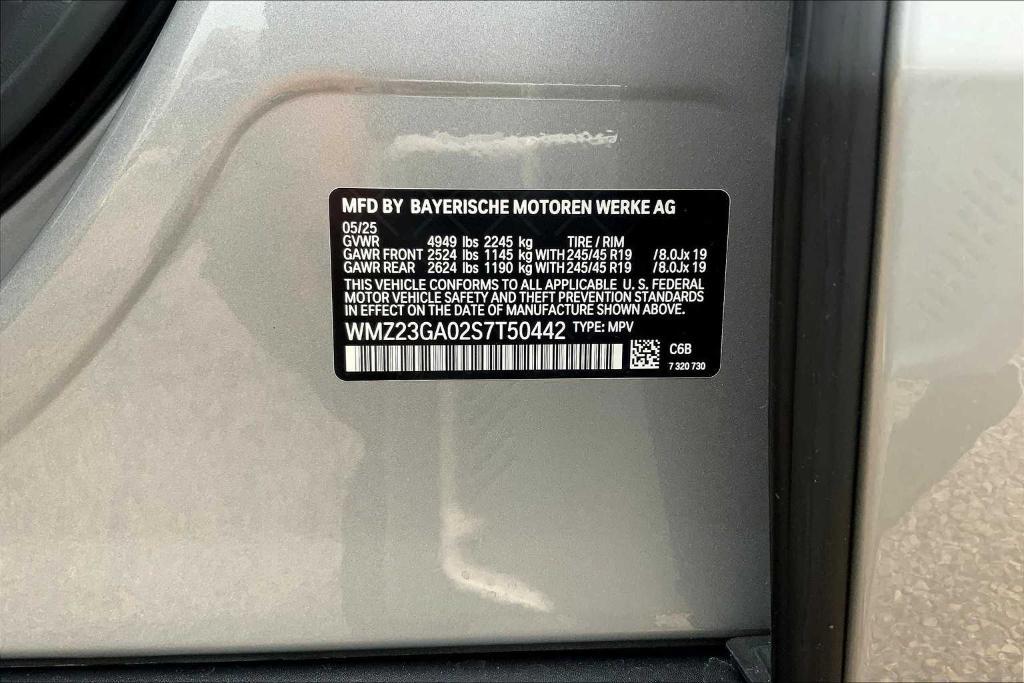 MFD BY BAYERISCHE MOTOREN WERKE AG
05/25
GVWR 4949 lbs 2245 kg TIRE / RIM
GAWR FRONT 2524 lbs 1145 kg WITH 245/45 R19 /8.0Jx 19
GAWR REAR 2624 lbs 1190 kg WITH 245/45 R19 /8.0Jx 19
THIS VEHICLE CONFORMS TO ALL APPLICABLE U. S. FEDERAL
MOTOR VEHICLE SAFETY AND THEFT PREVENTION STANDARDS
IN EFFECT ON THE DATE OF MANUFACTURE SHOWN ABOVE.
WMZ23GA02S7T50442 TYPE: MPV
C6B
7 320 730